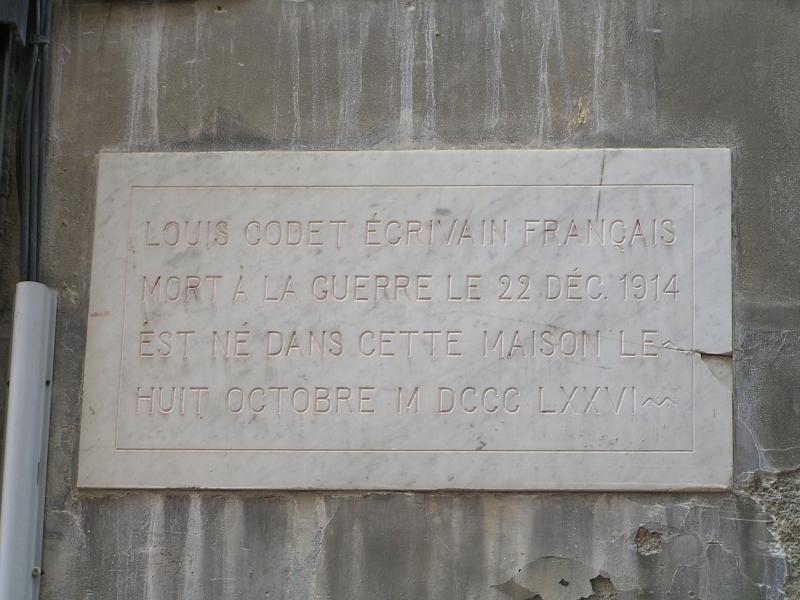 LOUIS CODET ÉCRIVAIN FRANÇAIS
MORT À LA GUERRE LE 22 DÉC. 1914
ÉST NÉ DANS CETTE MAISON LE
HUIT OCTOBRE M DCCC LXXVI